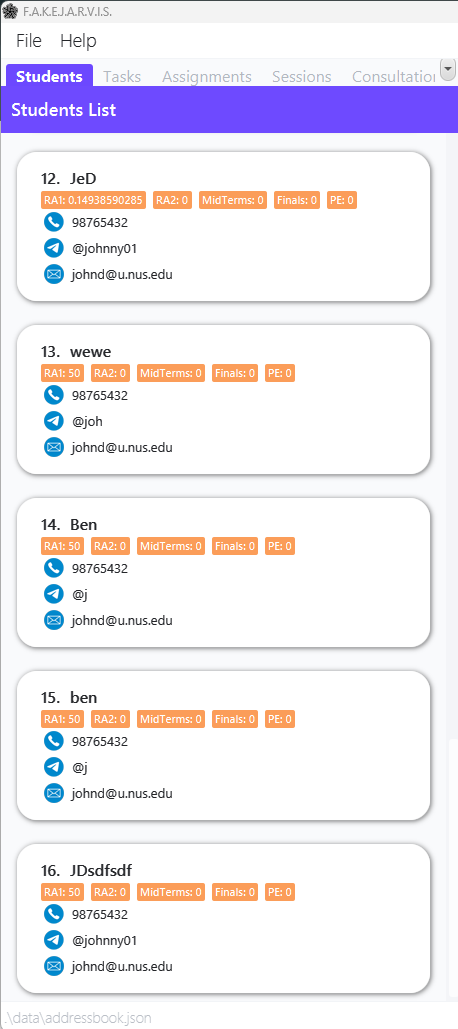 F.A.K.E.J.A.R.V.I.S.
File Help
Students Tasks Assignments Sessions Consultation
Students List
12. JeD
RA1: 0.14938590285 RA2: 0 MidTerms: 0 Finals: 0 PE: 0
98765432
@johnny01
johnd@u.nus.edu
13. wewe
RA1: 50 RA2: 0 MidTerms: 0 Finals: 0 PE: 0
98765432
@joh
johnd@u.nus.edu
14. Ben
RA1: 50 RA2: 0 MidTerms: 0 Finals: 0 PE: 0
98765432
@j
johnd@u.nus.edu
15. ben
RA1: 50 RA2: 0 MidTerms: 0 Finals: 0 PE: 0
98765432
@j
johnd@u.nus.edu
16. JDsdfsdf
RA1: 50 RA2: 0 MidTerms: 0 Finals: 0 PE: 0
98765432
@johnny01
johnd@u.nus.edu
.\data\addressbook.json